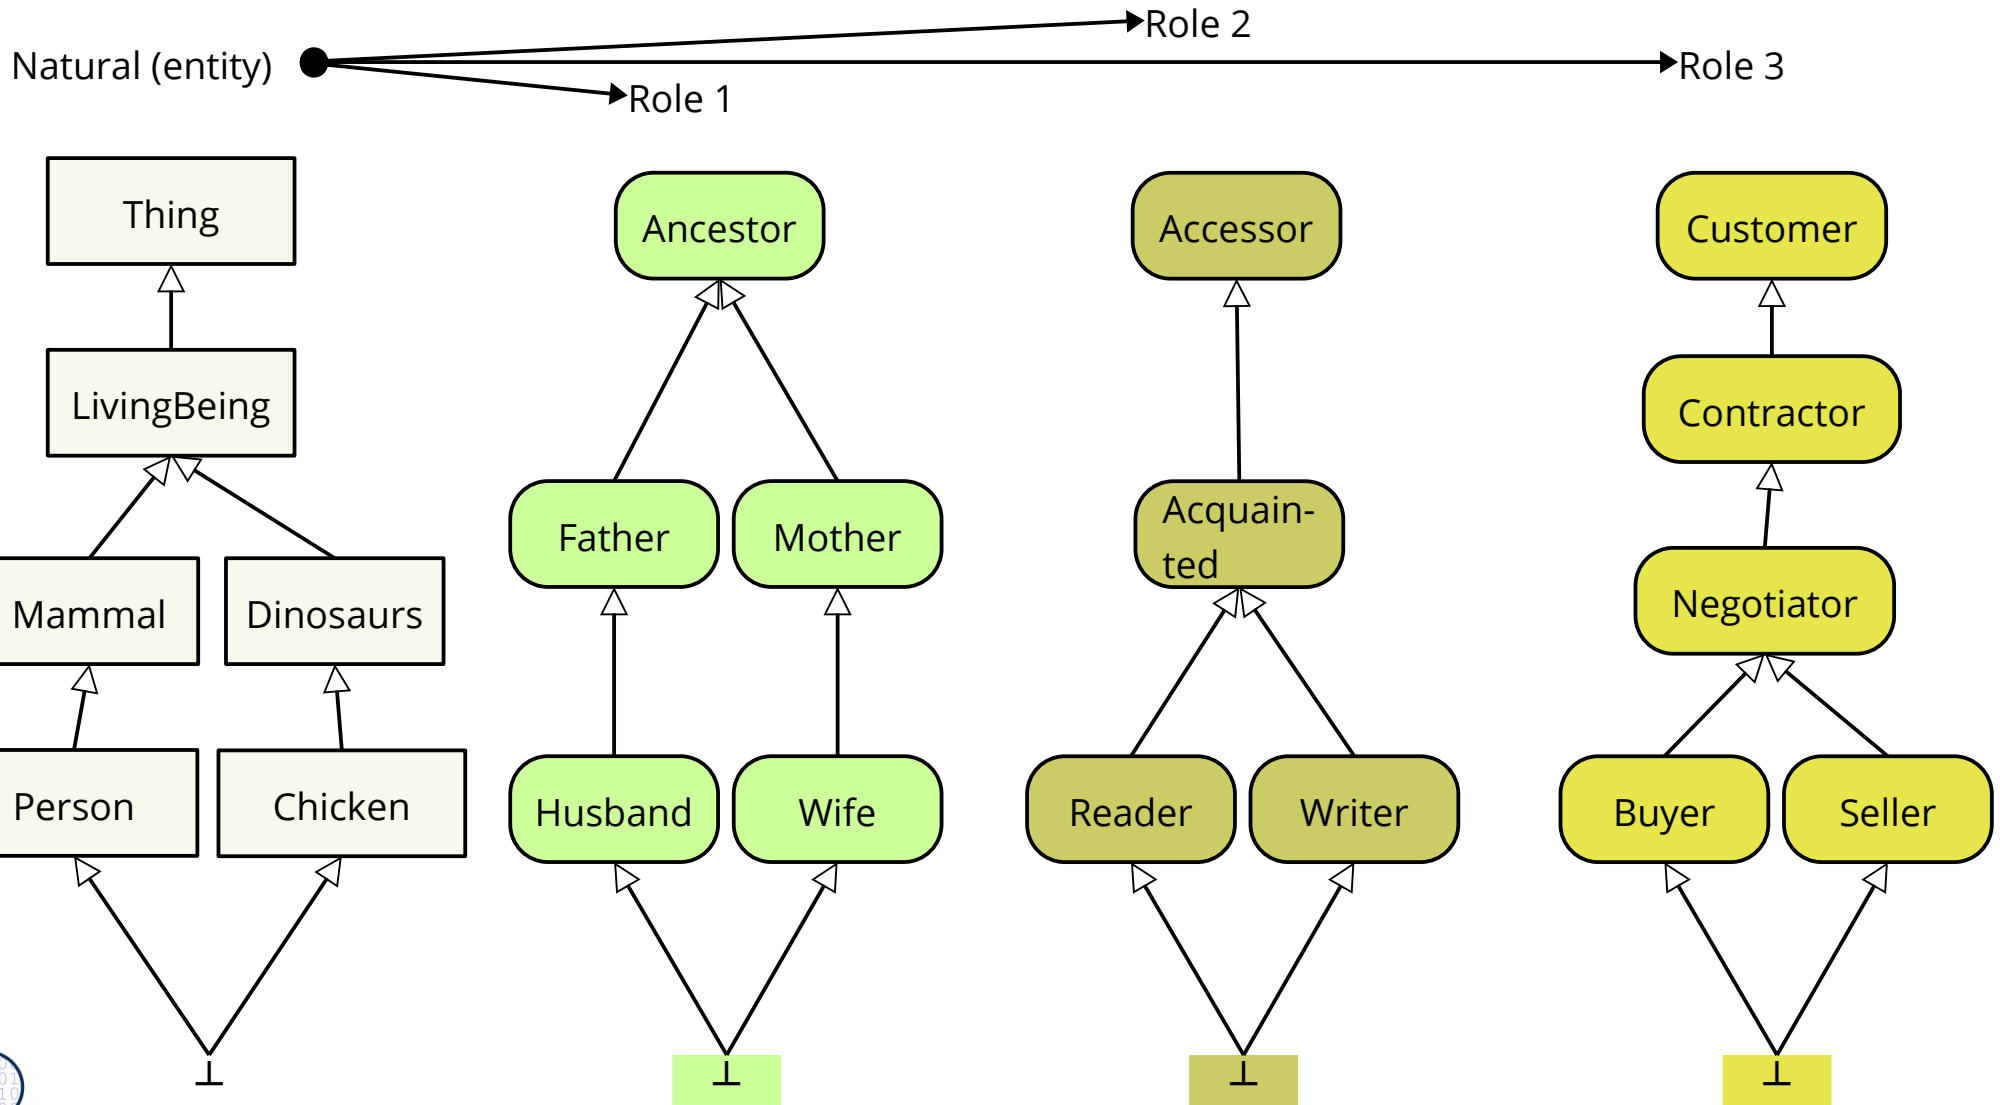 Role 2
Natural (entity)
Role 3
Role 1
Thing
Ancestor
Accessor
Customer
LivingBeing
Contractor
Father
Mother
Acquain-
ted
Mammal
Dinosaurs
Negotiator
Person
Chicken
Husband
Wife
Reader
Writer
Buyer
Seller
⊥
⊥
⊥
⊥